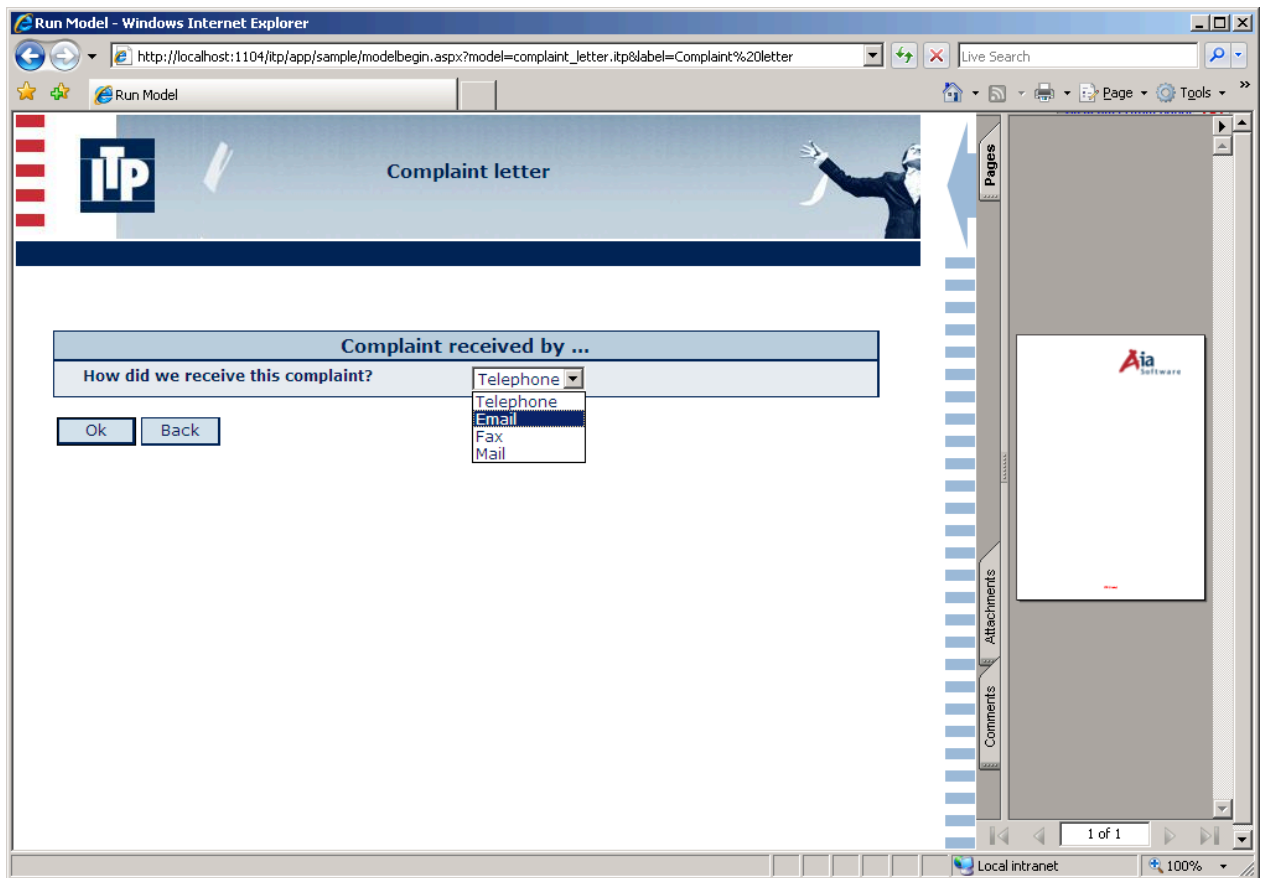 Run Model - Windows Internet Explorer
http://localhost:1104/itp/app/sample/modelbegin.aspx?model=complaint_letter.itp&label=Complaint%20letter
Live Search
Run Model
Page
Tools
ITP
Complaint letter
Pages
Complaint received by ...
How did we receive this complaint?
Telephone
Telephone
Email
Fax
Mail
Ok Back
Aia
Software
Attachments
Comments
1 of 1
Local intranet
100%